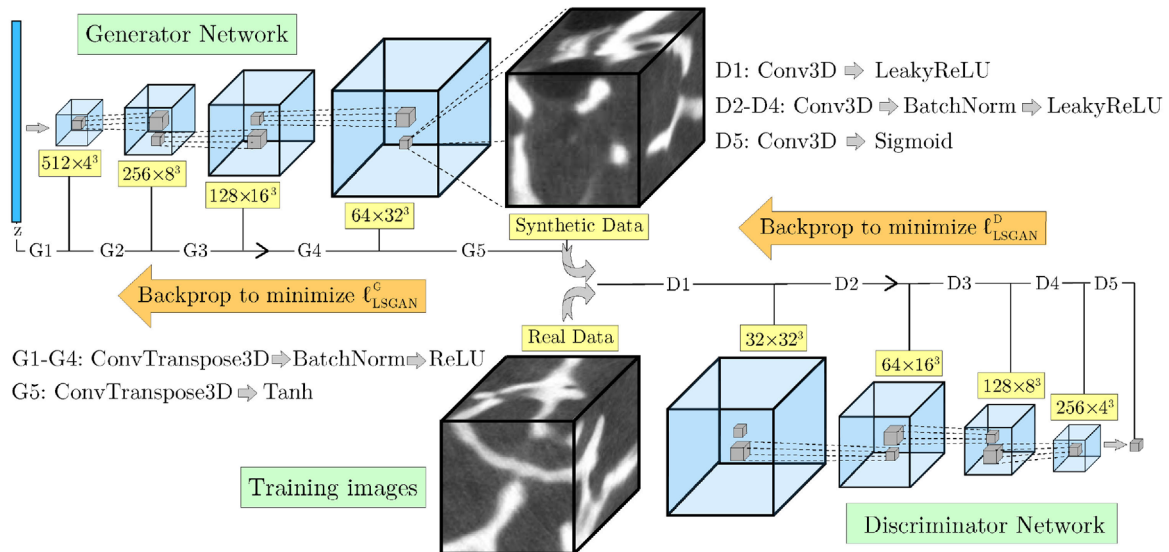 Generator Network
512×4³
256×8³
128×16³
64×32³
Synthetic Data
z
G1
G2
G3
G4
G5
Backprop to minimize ℓ_LSGAN^G
G1-G4: ConvTranspose3D BatchNorm ReLU
G5: ConvTranspose3D Tanh
D1: Conv3D LeakyReLU
D2-D4: Conv3D BatchNorm LeakyReLU
D5: Conv3D Sigmoid
Backprop to minimize ℓ_LSGAN^D
D1
D2
D3
D4
D5
Real Data
32×32³
64×16³
128×8³
256×4³
Training images
Discriminator Network